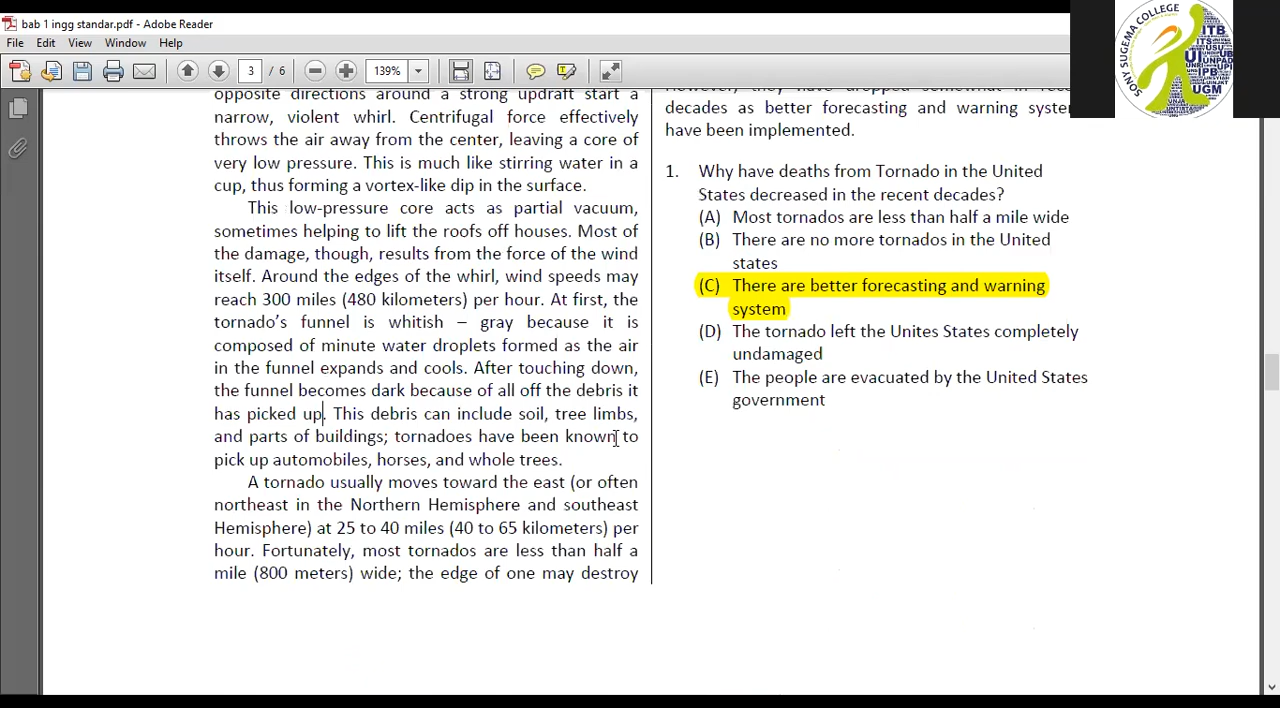 bab 1 ingg standar.pdf - Adobe Reader
File Edit View Window Help
3 / 6 139%
SONY SUGEMA COLLEGE
ITB
UI
IPB
UGM
opposite directions around a strong updraft start a
narrow, violent whirl. Centrifugal force effectively
throws the air away from the center, leaving a core of
very low pressure. This is much like stirring water in a
cup, thus forming a vortex-like dip in the surface.
This low-pressure core acts as partial vacuum,
sometimes helping to lift the roofs off houses. Most of
the damage, though, results from the force of the wind
itself. Around the edges of the whirl, wind speeds may
reach 300 miles (480 kilometers) per hour. At first, the
tornado's funnel is whitish – gray because it is
composed of minute water droplets formed as the air
in the funnel expands and cools. After touching down,
the funnel becomes dark because of all off the debris it
has picked up. This debris can include soil, tree limbs,
and parts of buildings; tornadoes have been known to
pick up automobiles, horses, and whole trees.
A tornado usually moves toward the east (or often
northeast in the Northern Hemisphere and southeast
Hemisphere) at 25 to 40 miles (40 to 65 kilometers) per
hour. Fortunately, most tornados are less than half a
mile (800 meters) wide; the edge of one may destroy
However, they have dropped somewhat in
decades as better forecasting and warning
have been implemented.
1. Why have deaths from Tornado in the United
States decreased in the recent decades?
(A) Most tornados are less than half a mile wide
(B) There are no more tornados in the United
states
(C) There are better forecasting and warning
system
(D) The tornado left the Unites States completely
undamaged
(E) The people are evacuated by the United States
government